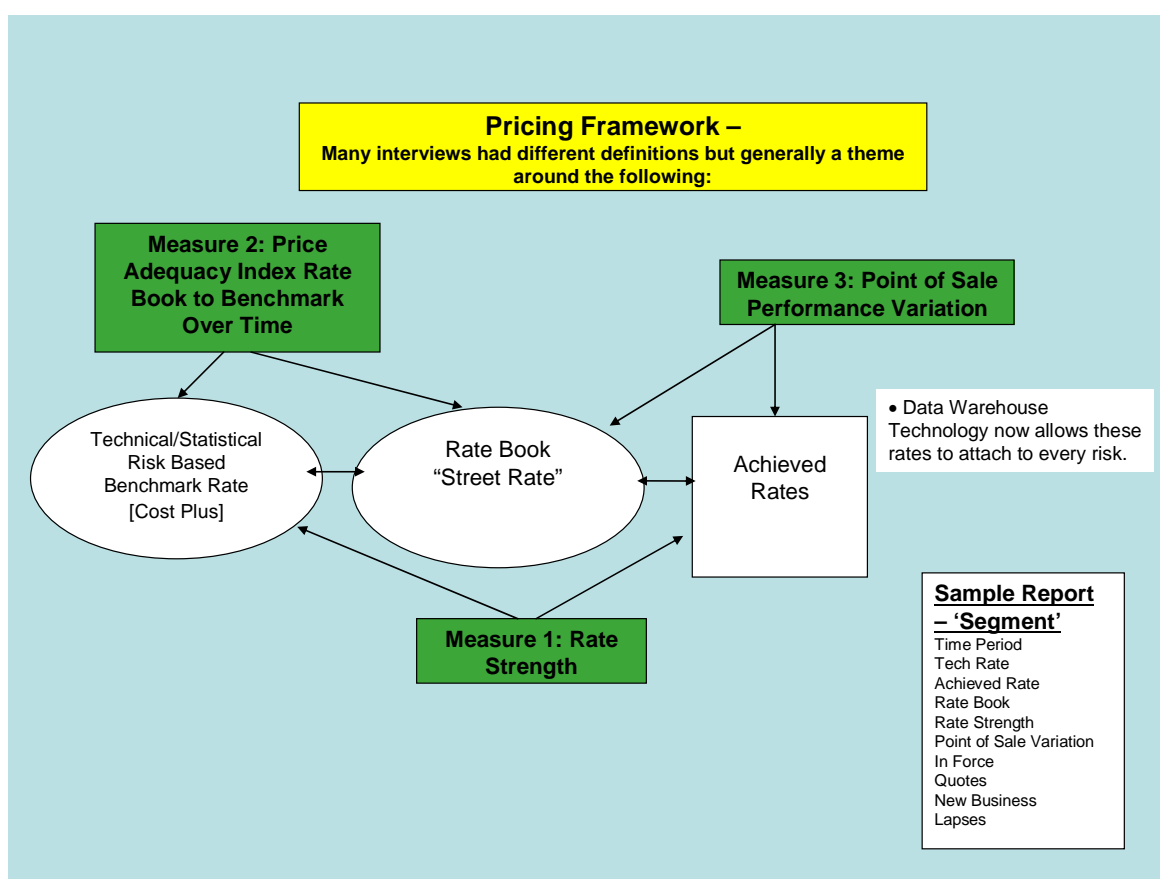 Pricing Framework –
Many interviews had different definitions but generally a theme
around the following:
Measure 2: Price
Adequacy Index Rate
Book to Benchmark
Over Time
Measure 3: Point of Sale
Performance Variation
Technical/Statistical
Risk Based
Benchmark Rate
[Cost Plus]
Rate Book
“Street Rate”
Achieved
Rates
• Data Warehouse
Technology now allows these
rates to attach to every risk.
Measure 1: Rate
Strength
Sample Report
– ‘Segment’
Time Period
Tech Rate
Achieved Rate
Rate Book
Rate Strength
Point of Sale Variation
In Force
Quotes
New Business
Lapses